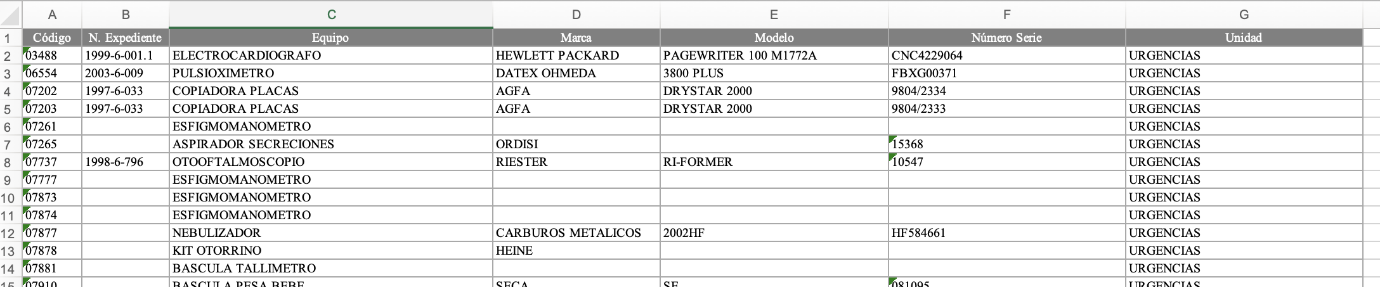 A B C D E F G
1 Código N. Expediente Equipo Marca Modelo Número Serie Unidad
2 03488 1999-6-001.1 ELECTROCARDIOGRAFO HEWLETT PACKARD PAGEWRITER 100 M1772A CNC4229064 URGENCIAS
3 06554 2003-6-009 PULSIOXIMETRO DATEX OHMEDA 3800 PLUS FBXG00371 URGENCIAS
4 07202 1997-6-033 COPIADORA PLACAS AGFA DRYSTAR 2000 9804/2334 URGENCIAS
5 07203 1997-6-033 COPIADORA PLACAS AGFA DRYSTAR 2000 9804/2333 URGENCIAS
6 07261 ESFIGMOMANOMETRO URGENCIAS
7 07265 ASPIRADOR SECRECIONES ORDISI 15368 URGENCIAS
8 07737 1998-6-796 OTOOFTALMOSCOPIO RIESTER RI-FORMER 10547 URGENCIAS
9 07777 ESFIGMOMANOMETRO URGENCIAS
10 07873 ESFIGMOMANOMETRO URGENCIAS
11 07874 ESFIGMOMANOMETRO URGENCIAS
12 07877 NEBULIZADOR CARBUROS METALICOS 2002HF HF584661 URGENCIAS
13 07878 KIT OTORRINO HEINE URGENCIAS
14 07881 BASCULA TALLIMETRO URGENCIAS
15 07910 BASCULA PESA BEBE SECA 081095 URGENCIAS